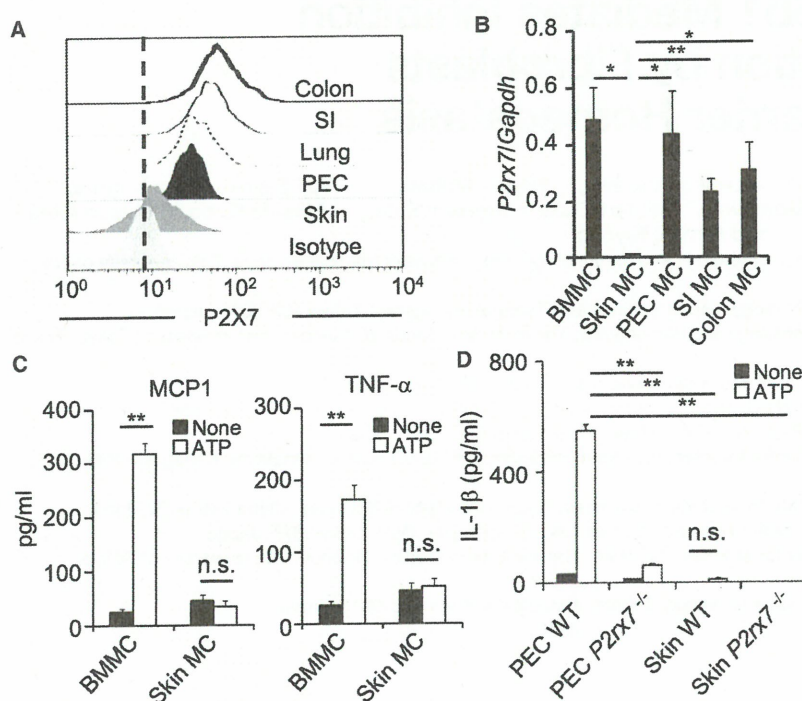 A
Colon
SI
Lung
PEC
Skin
Isotype
10⁰ 10¹ 10² 10³ 10⁴
P2X7
B
P2rx7/Gapdh
0.8
0.6
0.4
0.2
0
*
**
* *
BMMC
Skin MC
PEC MC
SI MC
Colon MC
C
MCP1
pg/ml
400
300
200
100
0
**
None
ATP
n.s.
BMMC
Skin MC
TNF-α
300
200
100
0
**
None
ATP
n.s.
BMMC
Skin MC
D
IL-1β (pg/ml)
800
400
0
None
ATP
**
**
**
n.s.
PEC WT
PEC P2rx7⁻/⁻
Skin WT
Skin P2rx7⁻/⁻